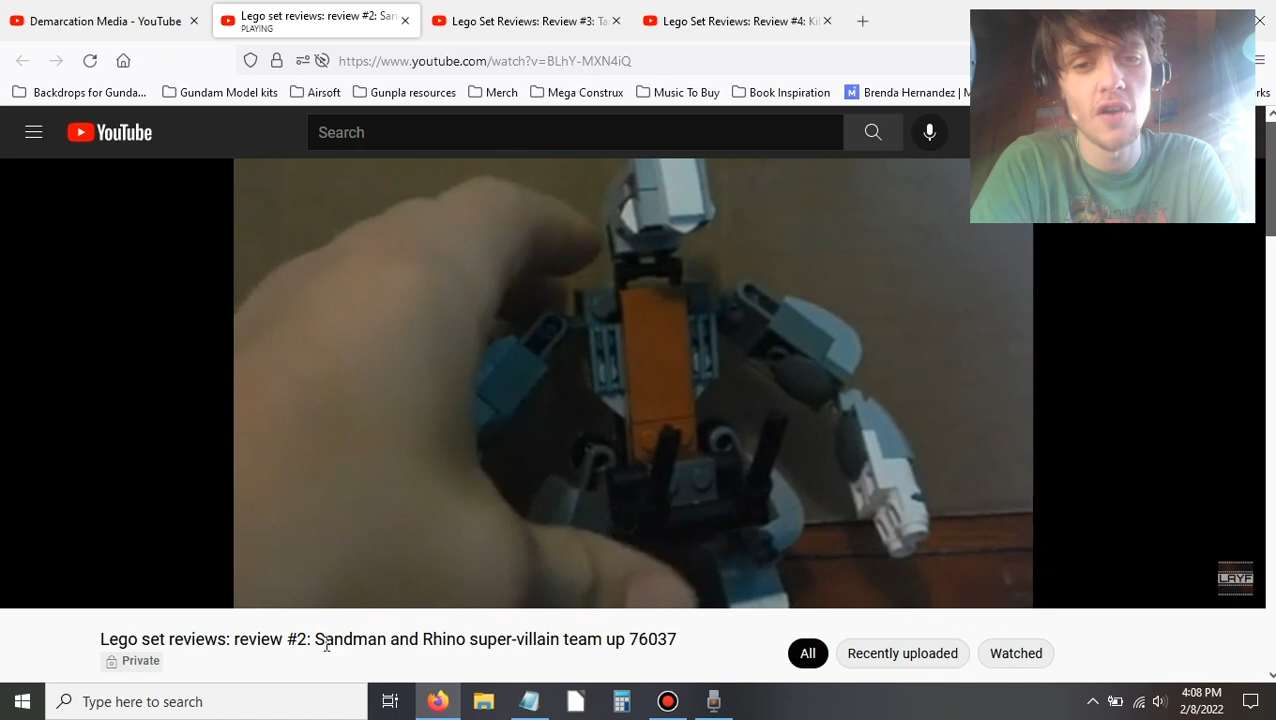 Demarcation Media - YouTube
Lego set reviews: review #2: San
PLAYING
Lego Set Reviews: Review #3: Ta
Lego Set Reviews: Review #4: Ki
https://www.youtube.com/watch?v=BLhY-MXN4iQ
Backdrops for Gunda... Gundam Model kits Airsoft Gunpla resources Merch Mega Construx Music To Buy Book Inspiration Brenda Hernandez | M
rks
YouTube
Search
LAYF
Lego set reviews: review #2: Sandman and Rhino super-villain team up 76037
Private
All Recently uploaded Watched
Type here to search
4:08 PM
2/8/2022